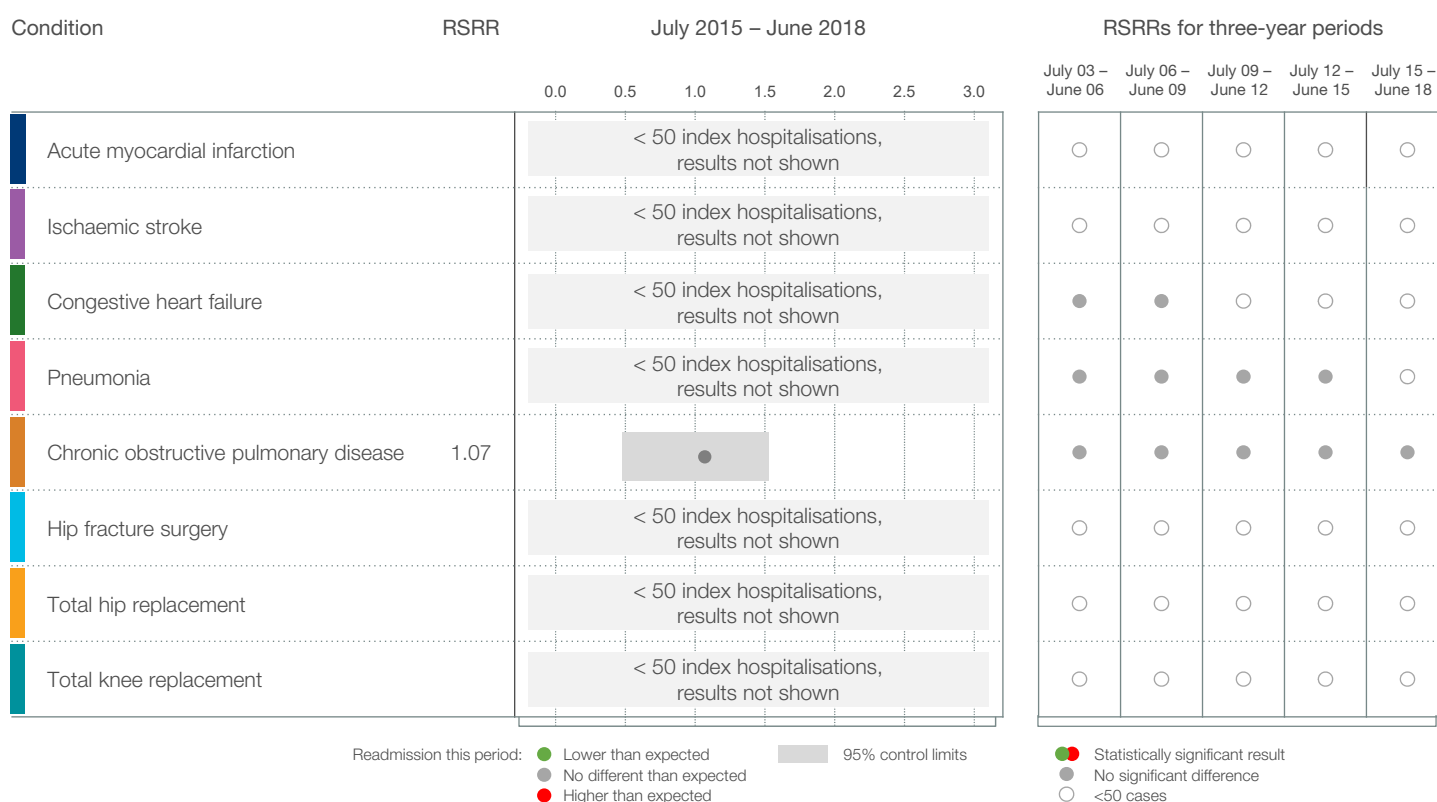 Condition
RSRR
July 2015 – June 2018
RSRRs for three-year periods
0.0 0.5 1.0 1.5 2.0 2.5 3.0
July 03 –
June 06
July 06 –
June 09
July 09 –
June 12
July 12 –
June 15
July 15 –
June 18
Acute myocardial infarction
< 50 index hospitalisations,
results not shown
Ischaemic stroke
< 50 index hospitalisations,
results not shown
Congestive heart failure
< 50 index hospitalisations,
results not shown
Pneumonia
< 50 index hospitalisations,
results not shown
Chronic obstructive pulmonary disease 1.07
Hip fracture surgery
< 50 index hospitalisations,
results not shown
Total hip replacement
< 50 index hospitalisations,
results not shown
Total knee replacement
< 50 index hospitalisations,
results not shown
Readmission this period:
Lower than expected
No different than expected
Higher than expected
95% control limits
Statistically significant result
No significant difference
<50 cases